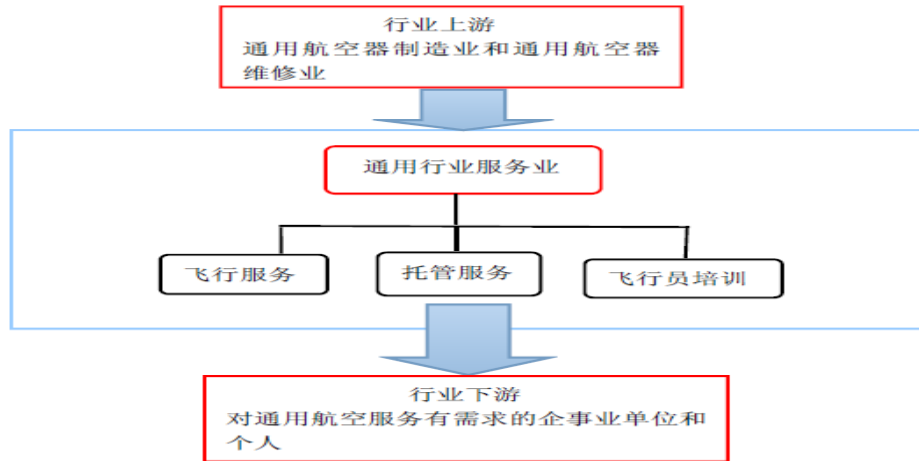 行业上游
通用航空器制造业和通用航空器
维修业
通用行业服务业
飞行服务
托管服务
飞行员培训
行业下游
对通用航空服务有需求的企事业单位和
个人